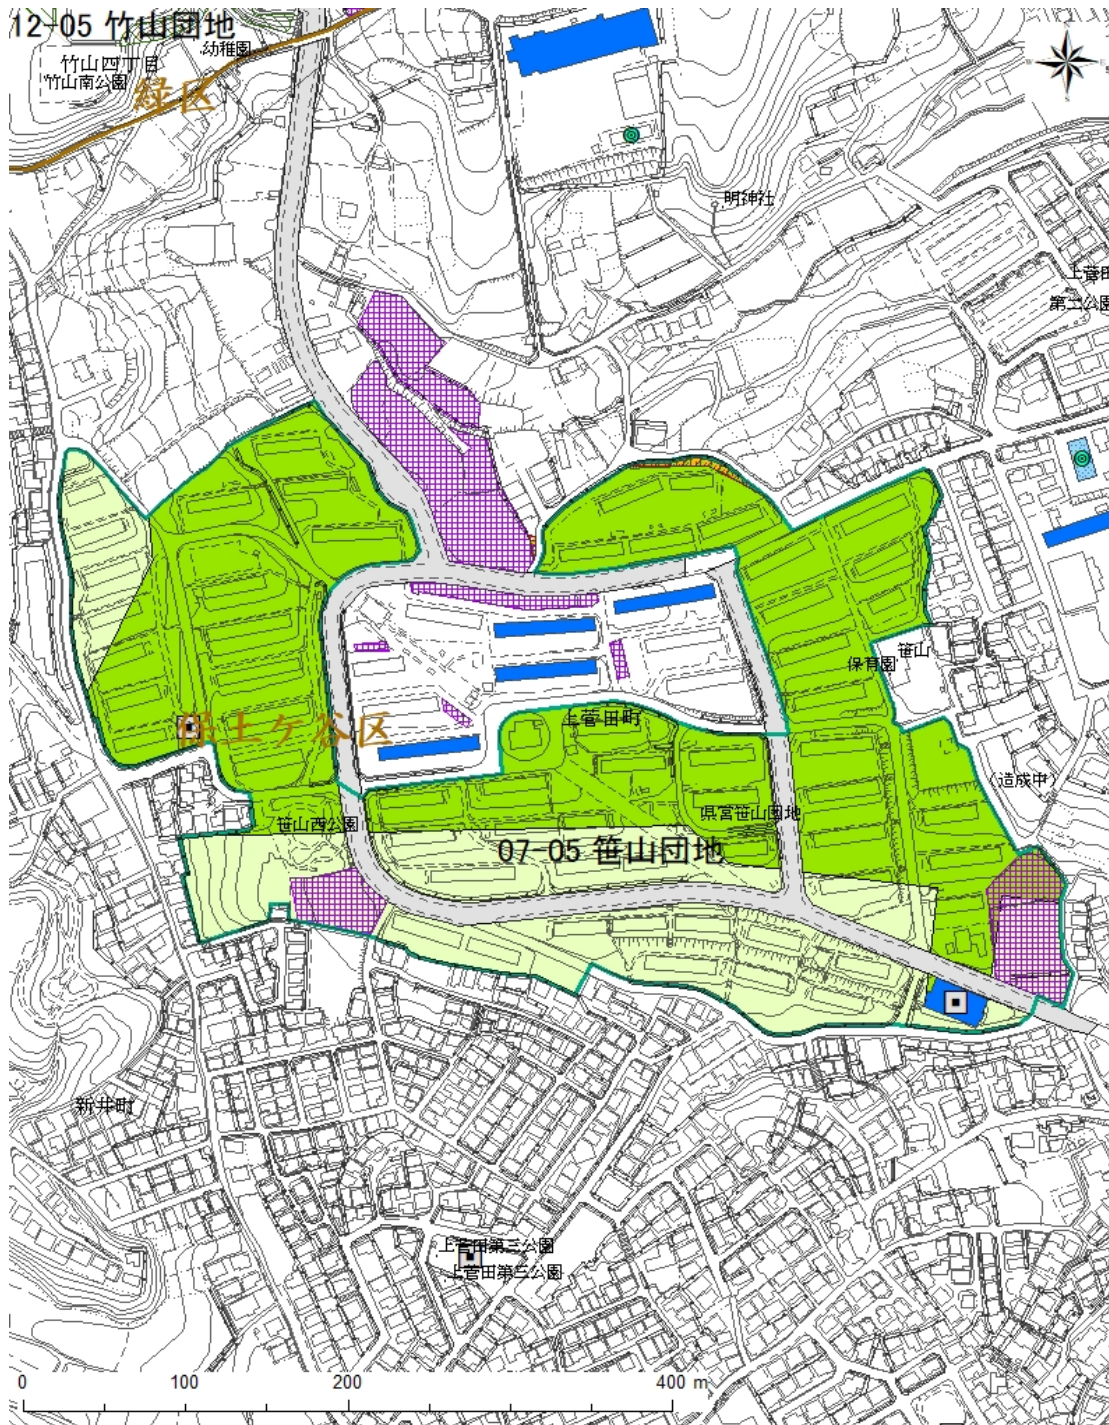 12-05 竹山団地
幼稚園
竹山四丁目
竹山南公園
緑区
明神社
上菅田
第二公園
笹山
保育園
上菅田町
保土ケ谷区
(造成中)
県営笹山団地
笹山西公園
07-05 笹山団地
新井町
上菅田第三公園
上菅田第三公園
0 100 200 400 m